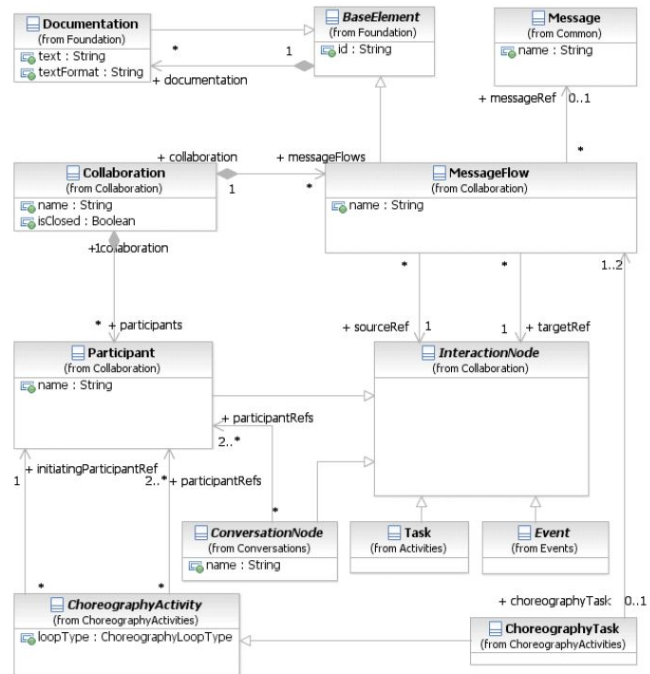 Documentation
(from Foundation)
text : String
textFormat : String
BaseElement
(from Foundation)
id : String
Message
(from Common)
name : String
*
1
+ documentation
+ messageRef 0..1
*
+ collaboration
+ messageFlows
1
*
Collaboration
(from Collaboration)
name : String
isClosed : Boolean
MessageFlow
(from Collaboration)
name : String
+1collaboration
* + participants
*
*
1..2
+ sourceRef 1
1 + targetRef
Participant
(from Collaboration)
name : String
InteractionNode
(from Collaboration)
+ participantRefs
2..*
+ initiatingParticipantRef
1
2..* + participantRefs
*
ConversationNode
(from Conversations)
name : String
Task
(from Activities)
Event
(from Events)
*
*
+ choreographyTask 0..1
ChoreographyActivity
(from ChoreographyActivities)
loopType : ChoreographyLoopType
ChoreographyTask
(from ChoreographyActivities)